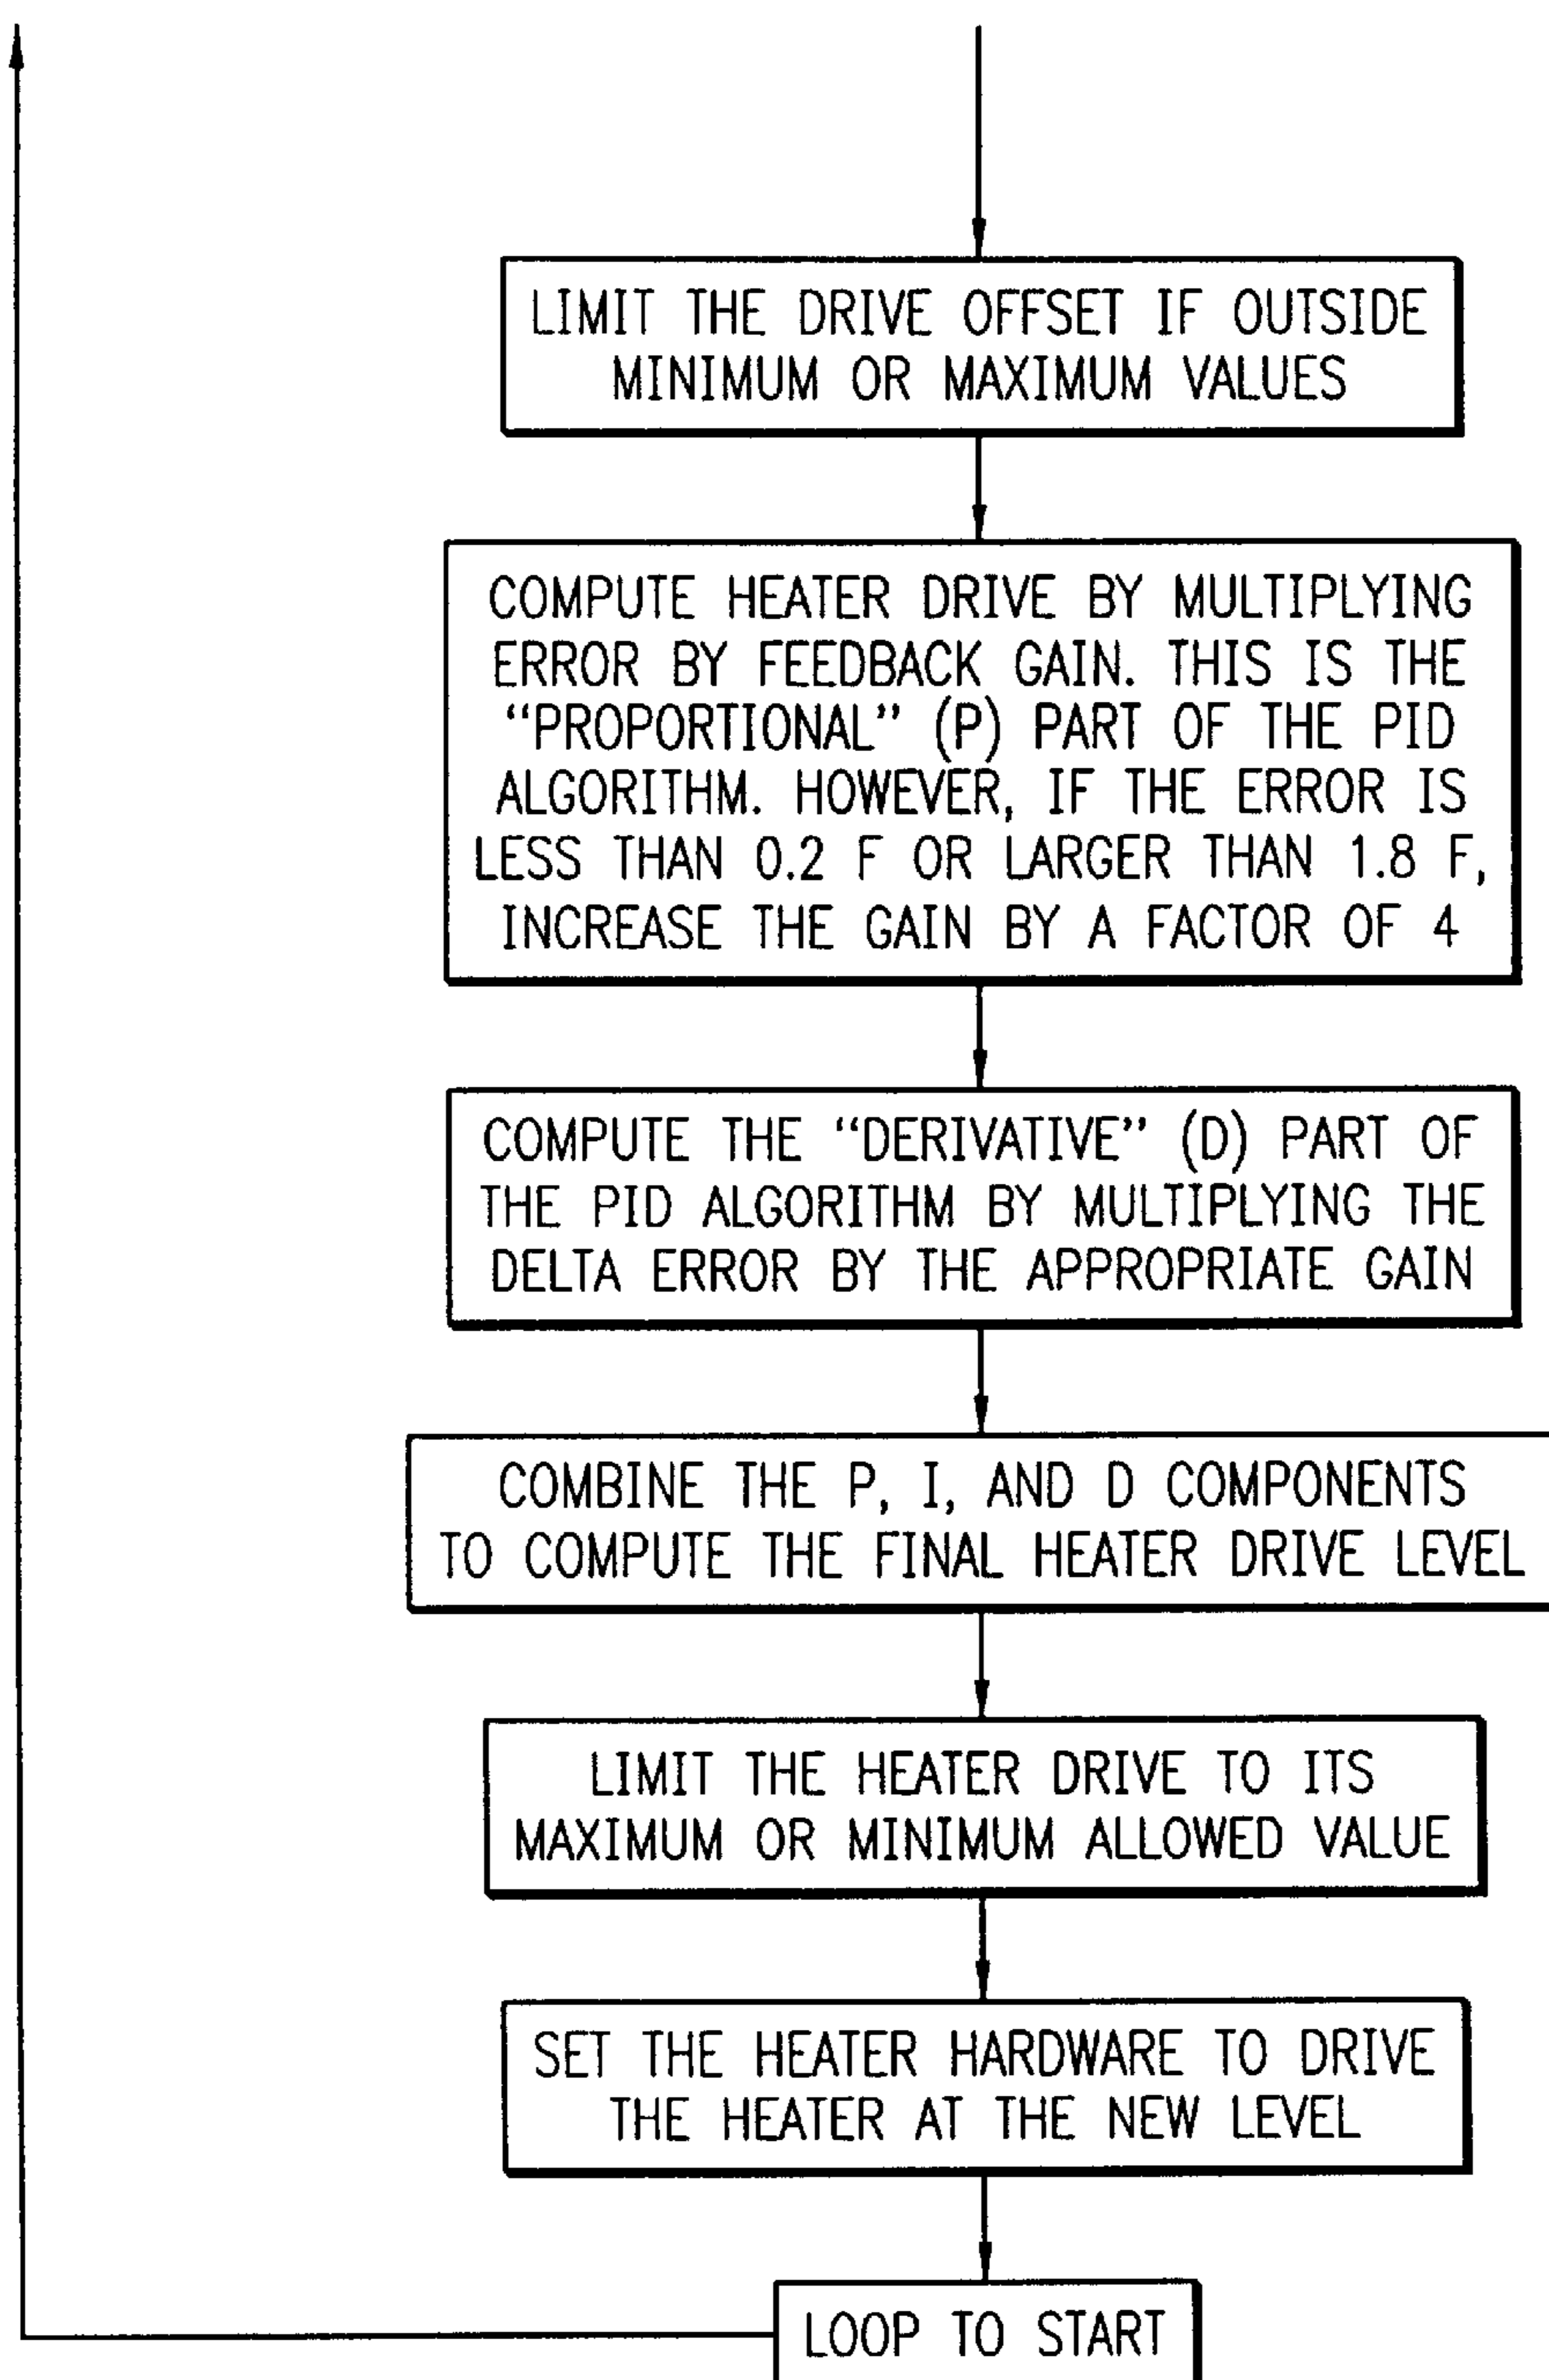 LIMIT THE DRIVE OFFSET IF OUTSIDE
MINIMUM OR MAXIMUM VALUES
COMPUTE HEATER DRIVE BY MULTIPLYING
ERROR BY FEEDBACK GAIN. THIS IS THE
“PROPORTIONAL” (P) PART OF THE PID
ALGORITHM. HOWEVER, IF THE ERROR IS
LESS THAN 0.2 F OR LARGER THAN 1.8 F,
INCREASE THE GAIN BY A FACTOR OF 4
COMPUTE THE “DERIVATIVE” (D) PART OF
THE PID ALGORITHM BY MULTIPLYING THE
DELTA ERROR BY THE APPROPRIATE GAIN
COMBINE THE P, I, AND D COMPONENTS
TO COMPUTE THE FINAL HEATER DRIVE LEVEL
LIMIT THE HEATER DRIVE TO ITS
MAXIMUM OR MINIMUM ALLOWED VALUE
SET THE HEATER HARDWARE TO DRIVE
THE HEATER AT THE NEW LEVEL
LOOP TO START